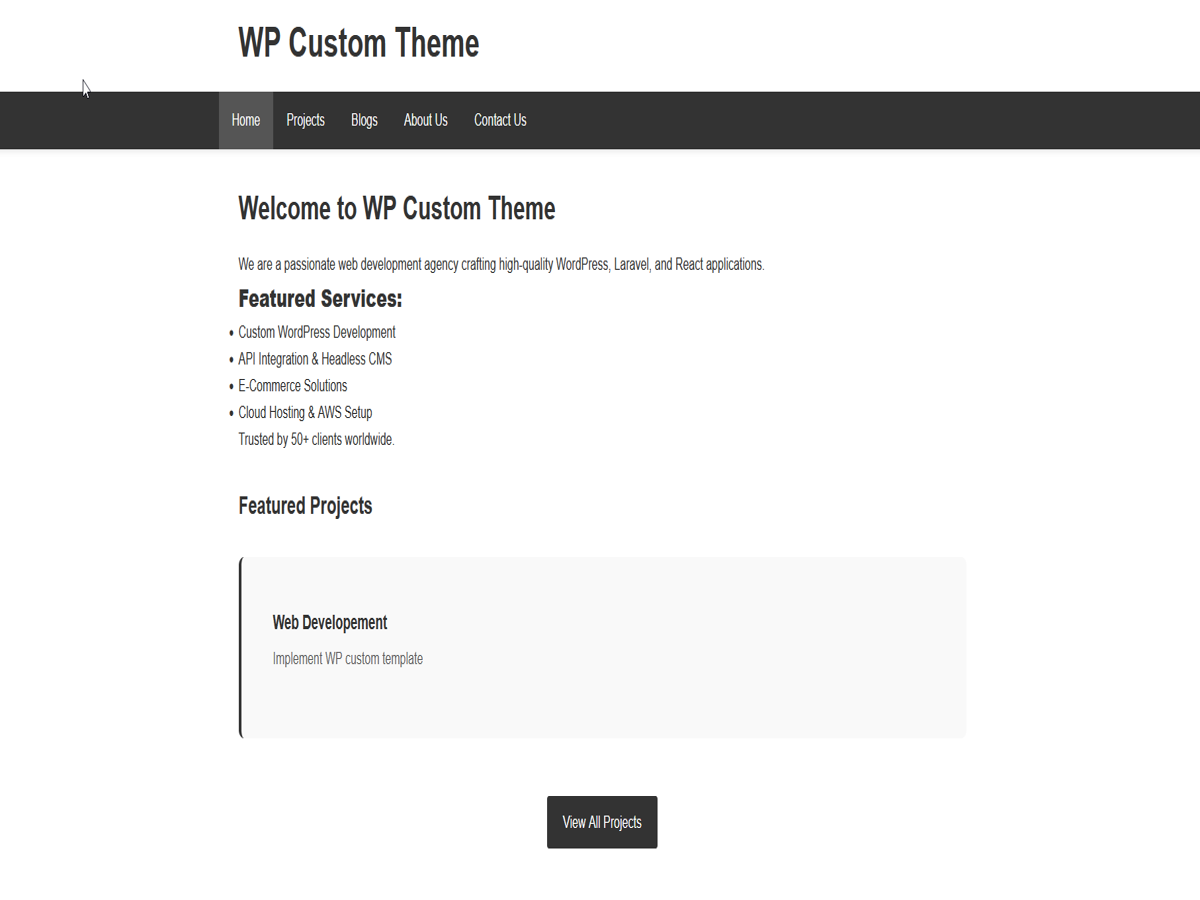 WP Custom Theme
Home Projects Blogs About Us Contact Us
Welcome to WP Custom Theme
We are a passionate web development agency crafting high-quality WordPress, Laravel, and React applications.
Featured Services:
• Custom WordPress Development
• API Integration & Headless CMS
• E-Commerce Solutions
• Cloud Hosting & AWS Setup
Trusted by 50+ clients worldwide.
Featured Projects
Web Developement
Implement WP custom template
View All Projects